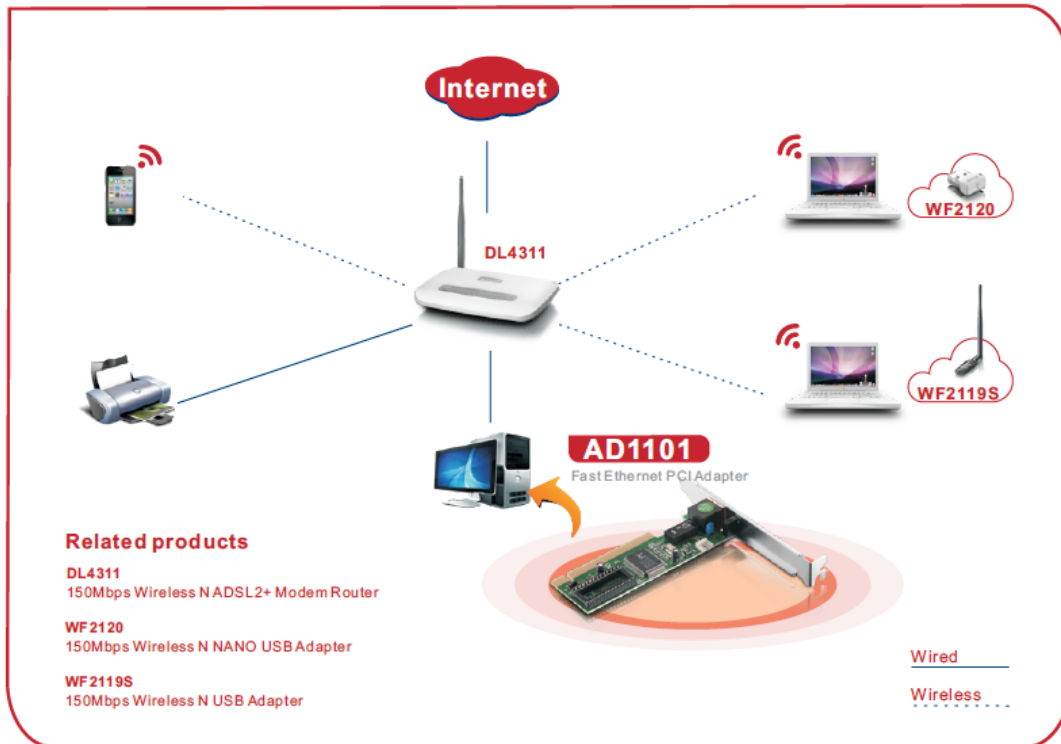 Internet
DL4311
WF2120
WF2119S
AD1101
Fast Ethernet PCI Adapter
Related products
DL4311
150Mbps Wireless N ADSL2+ Modem Router
WF2120
150Mbps Wireless N NANO USB Adapter
WF2119S
150Mbps Wireless N USB Adapter
Wired
Wireless